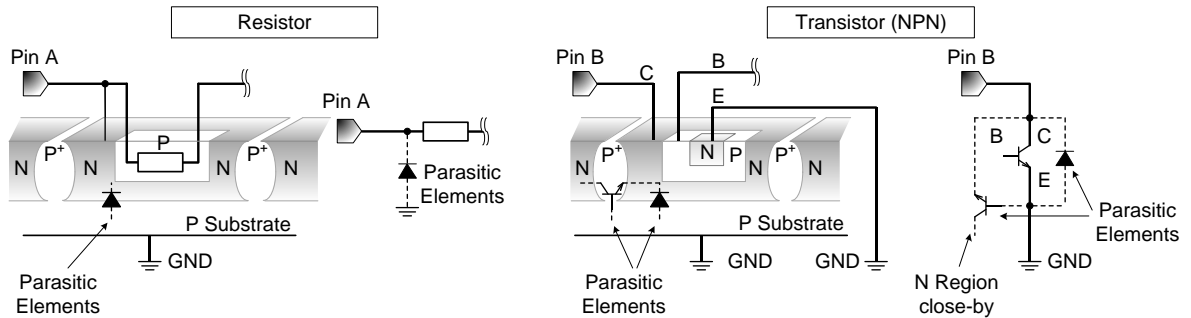 Resistor
Transistor (NPN)
Pin A
Pin A
N
P+
N
P
P+
N
N
Parasitic
Elements
P Substrate
GND
Parasitic
Elements
Pin B
C
B
E
N
P+
N
N
P
P+
N
N
P Substrate
GND
GND
Parasitic
Elements
Pin B
B
C
E
Parasitic
Elements
GND
N Region
close-by